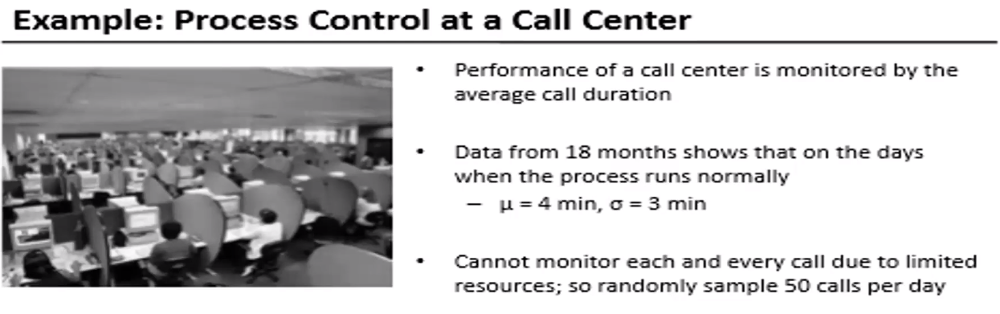 Example: Process Control at a Call Center
• Performance of a call center is monitored by the
average call duration
• Data from 18 months shows that on the days
when the process runs normally
– μ = 4 min, σ = 3 min
• Cannot monitor each and every call due to limited
resources; so randomly sample 50 calls per day